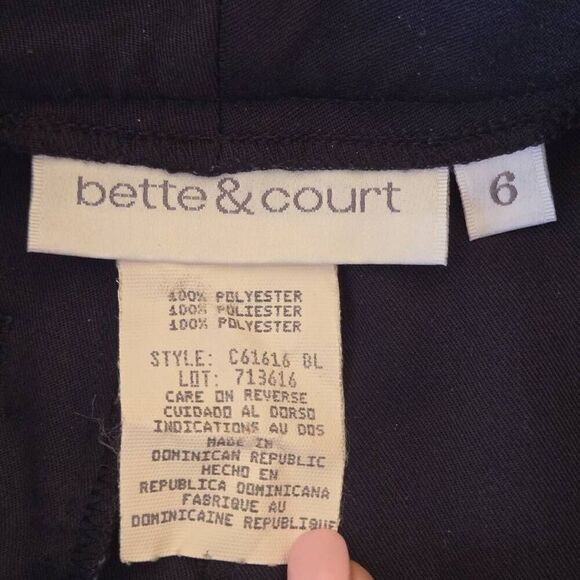 bette & court
6
100% POLYESTER
100% POLIESTER
100% POLYESTER
STYLE: C61616 BL
LOT: 713616
CARE ON REVERSE
CUIDADO AL DORSO
INDICATIONS AU DOS
MADE IN
DOMINICAN REPUBLIC
HECHO EN
REPUBLICA DOMINICANA
FABRIQUE AU
DOMINICAINE REPUBLIQUE